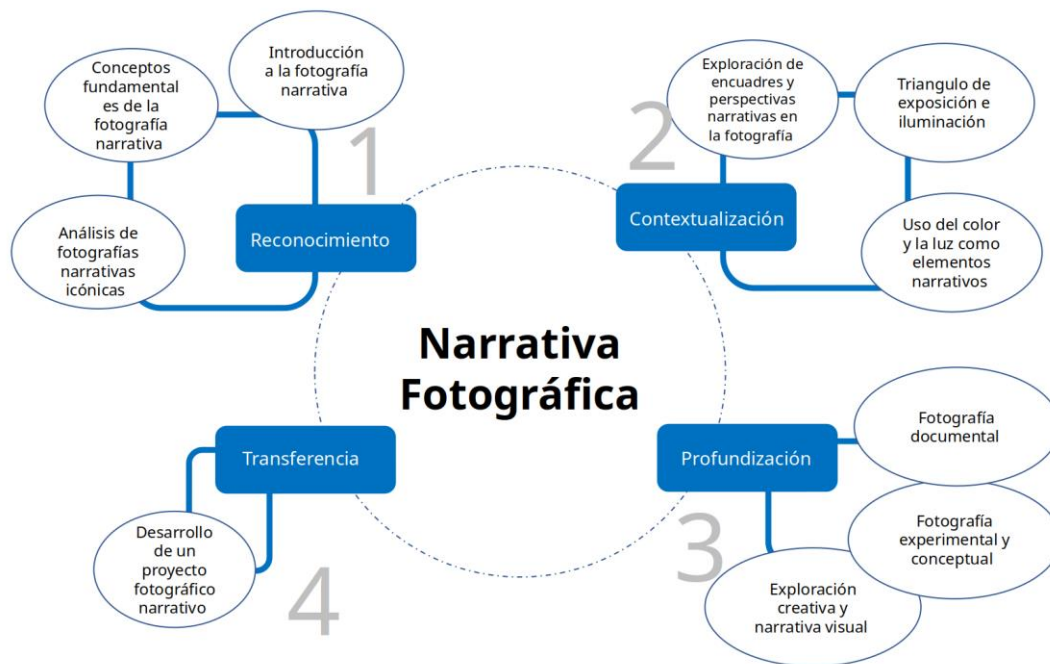 Narrativa
Fotográfica
1
Reconocimiento
Introducción
a la fotografía
narrativa
Conceptos
fundamental
es de la
fotografía
narrativa
Análisis de
fotografías
narrativas
icónicas
2
Contextualización
Exploración de
encuadres y
perspectivas
narrativas en
la fotografía
Triangulo de
exposición e
iluminación
Uso del color
y la luz como
elementos
narrativos
3
Profundización
Fotografía
documental
Fotografía
experimental y
conceptual
Exploración
creativa y
narrativa visual
4
Transferencia
Desarrollo
de un
proyecto
fotográfico
narrativo